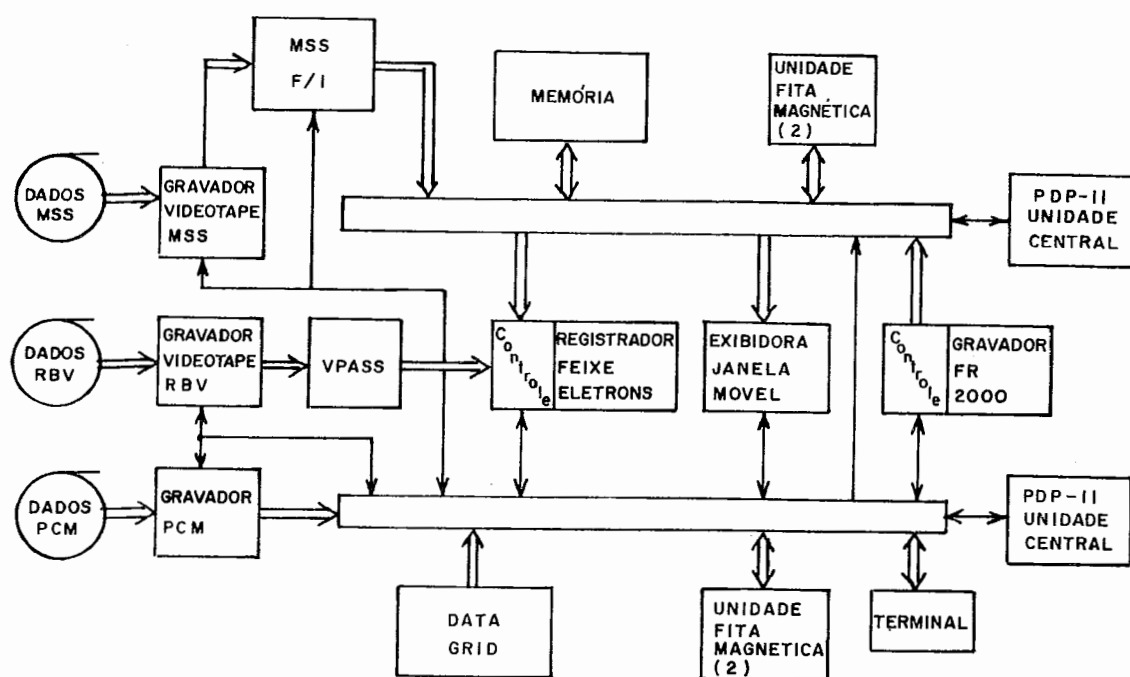 MSS
F/I
MEMÓRIA
UNIDADE
FITA
MAGNÉTICA
(2)
DADOS
MSS
GRAVADOR
VIDEOTAPE
MSS
PDP-11
UNIDADE
CENTRAL
DADOS
RBV
GRAVADOR
VIDEOTAPE
RBV
VPASS
Controle
REGISTRADOR
FEIXE
ELETRONS
EXIBIDORA
JANELA
MOVEL
Controle
GRAVADOR
FR
2000
DADOS
PCM
GRAVADOR
PCM
PDP-11
UNIDADE
CENTRAL
DATA
GRID
UNIDADE
FITA
MAGNETICA
(2)
TERMINAL